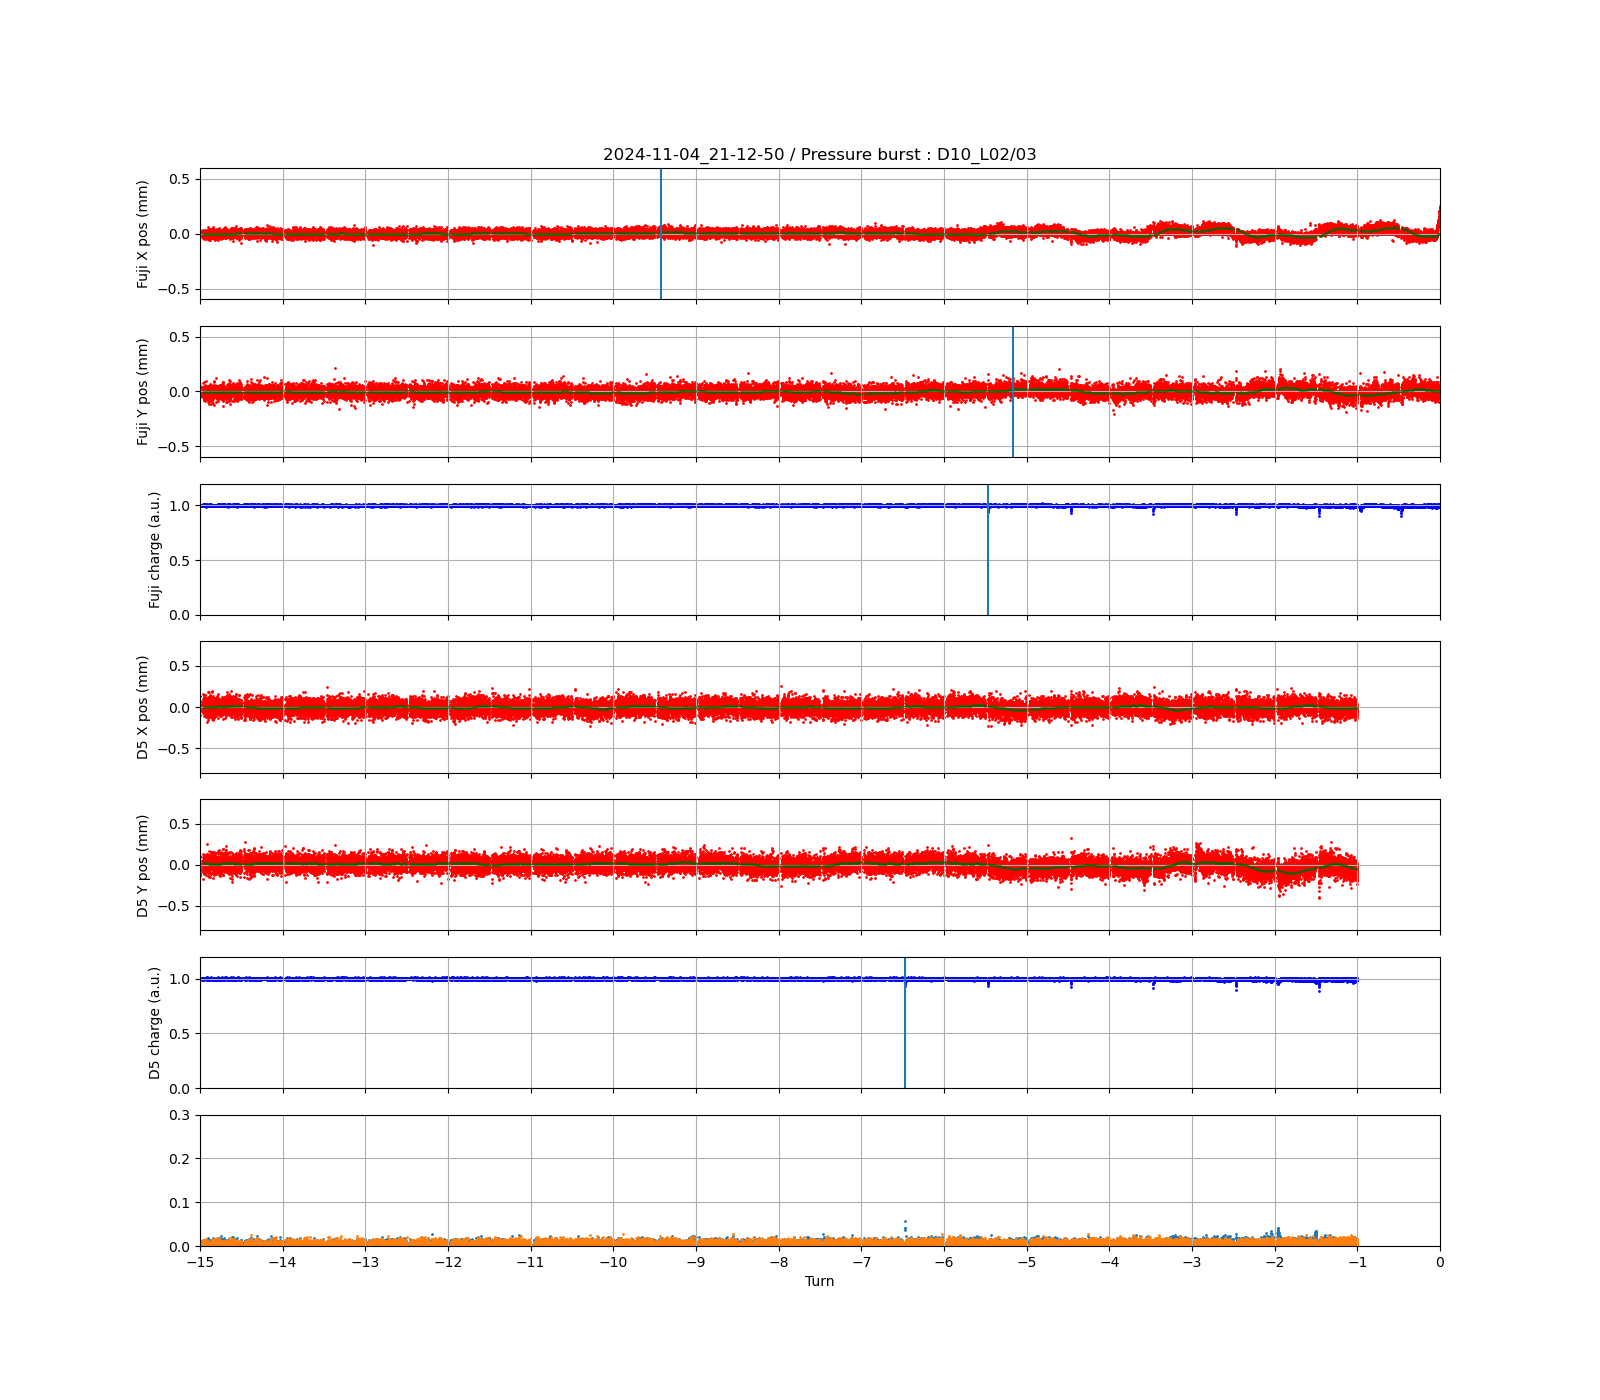 2024-11-04_21-12-50 / Pressure burst : D10_L02/03
Fuji X pos (mm)
0.5
0.0
−0.5
Fuji Y pos (mm)
0.5
0.0
−0.5
Fuji charge (a.u.)
1.0
0.5
0.0
D5 X pos (mm)
0.5
0.0
−0.5
D5 Y pos (mm)
0.5
0.0
−0.5
D5 charge (a.u.)
1.0
0.5
0.0
0.3
0.2
0.1
0.0
−15 −14 −13 −12 −11 −10 −9 −8 −7 −6 −5 −4 −3 −2 −1 0
Turn